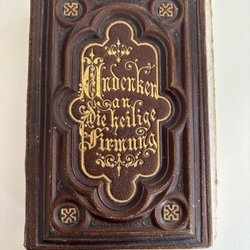 Andenken
an
Die heilige
Firmung